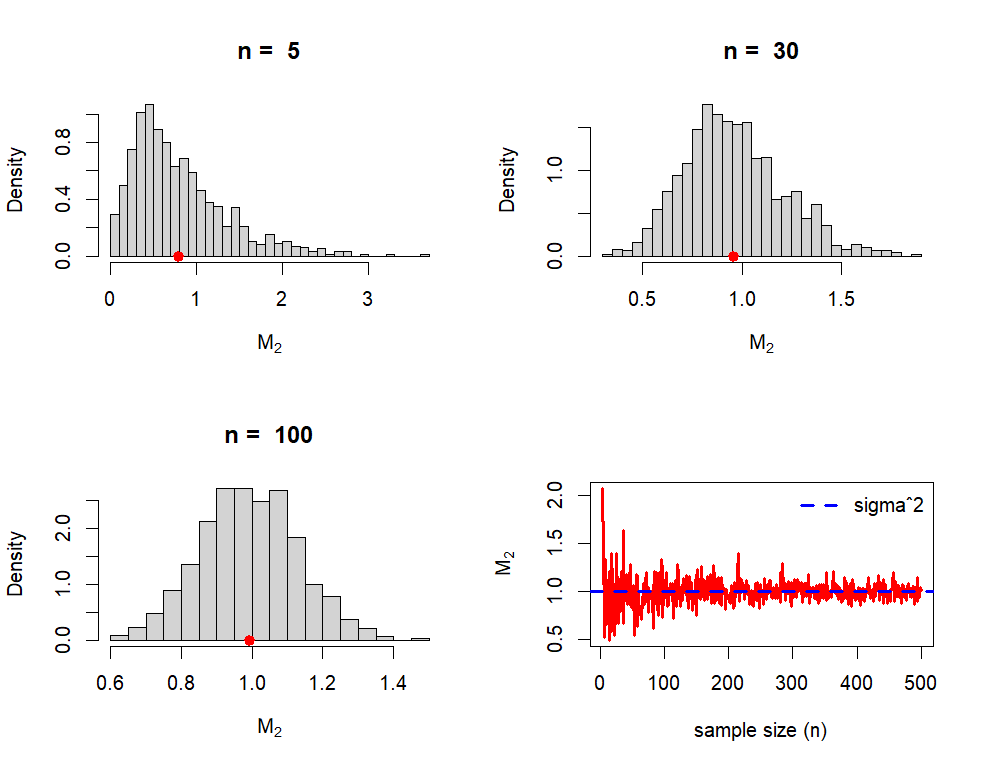 n = 5
Density
0.0 0.4 0.8
0 1 2 3
M₂
n = 30
Density
0.0 1.0
0.5 1.0 1.5
M₂
n = 100
Density
0.0 1.0 2.0
0.6 0.8 1.0 1.2 1.4
M₂
M₂
0.5 1.0 1.5 2.0
sigma^2
0 100 200 300 400 500
sample size (n)